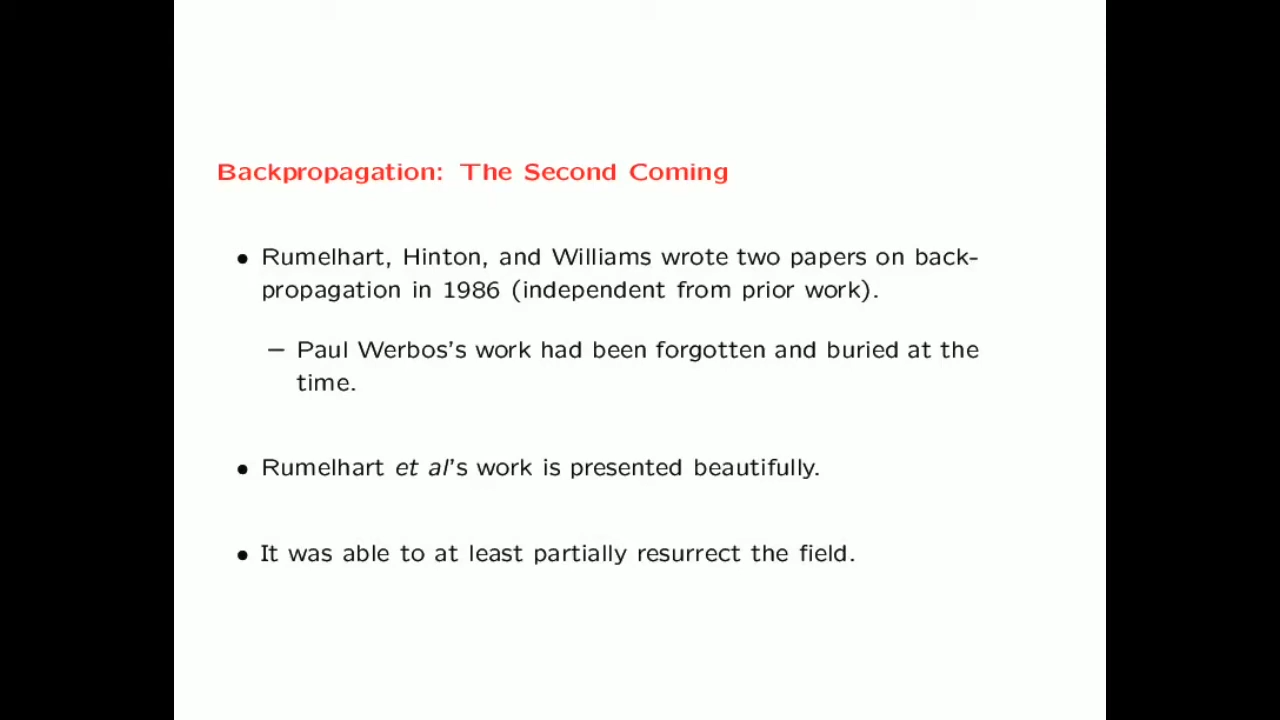 Backpropagation: The Second Coming
• Rumelhart, Hinton, and Williams wrote two papers on back-
propagation in 1986 (independent from prior work).
– Paul Werbos's work had been forgotten and buried at the
time.
• Rumelhart et al's work is presented beautifully.
• It was able to at least partially resurrect the field.